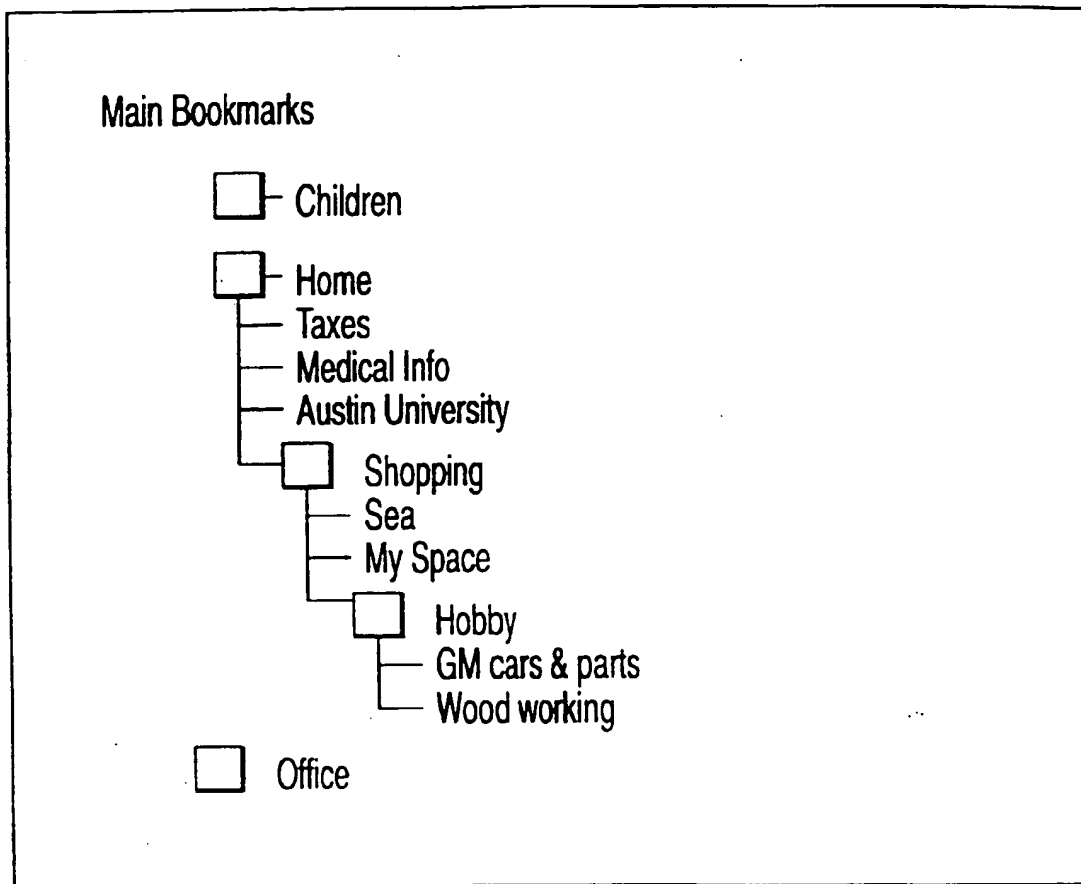 Main Bookmarks
Children
Home
Taxes
Medical Info
Austin University
Shopping
Sea
My Space
Hobby
GM cars & parts
Wood working
Office